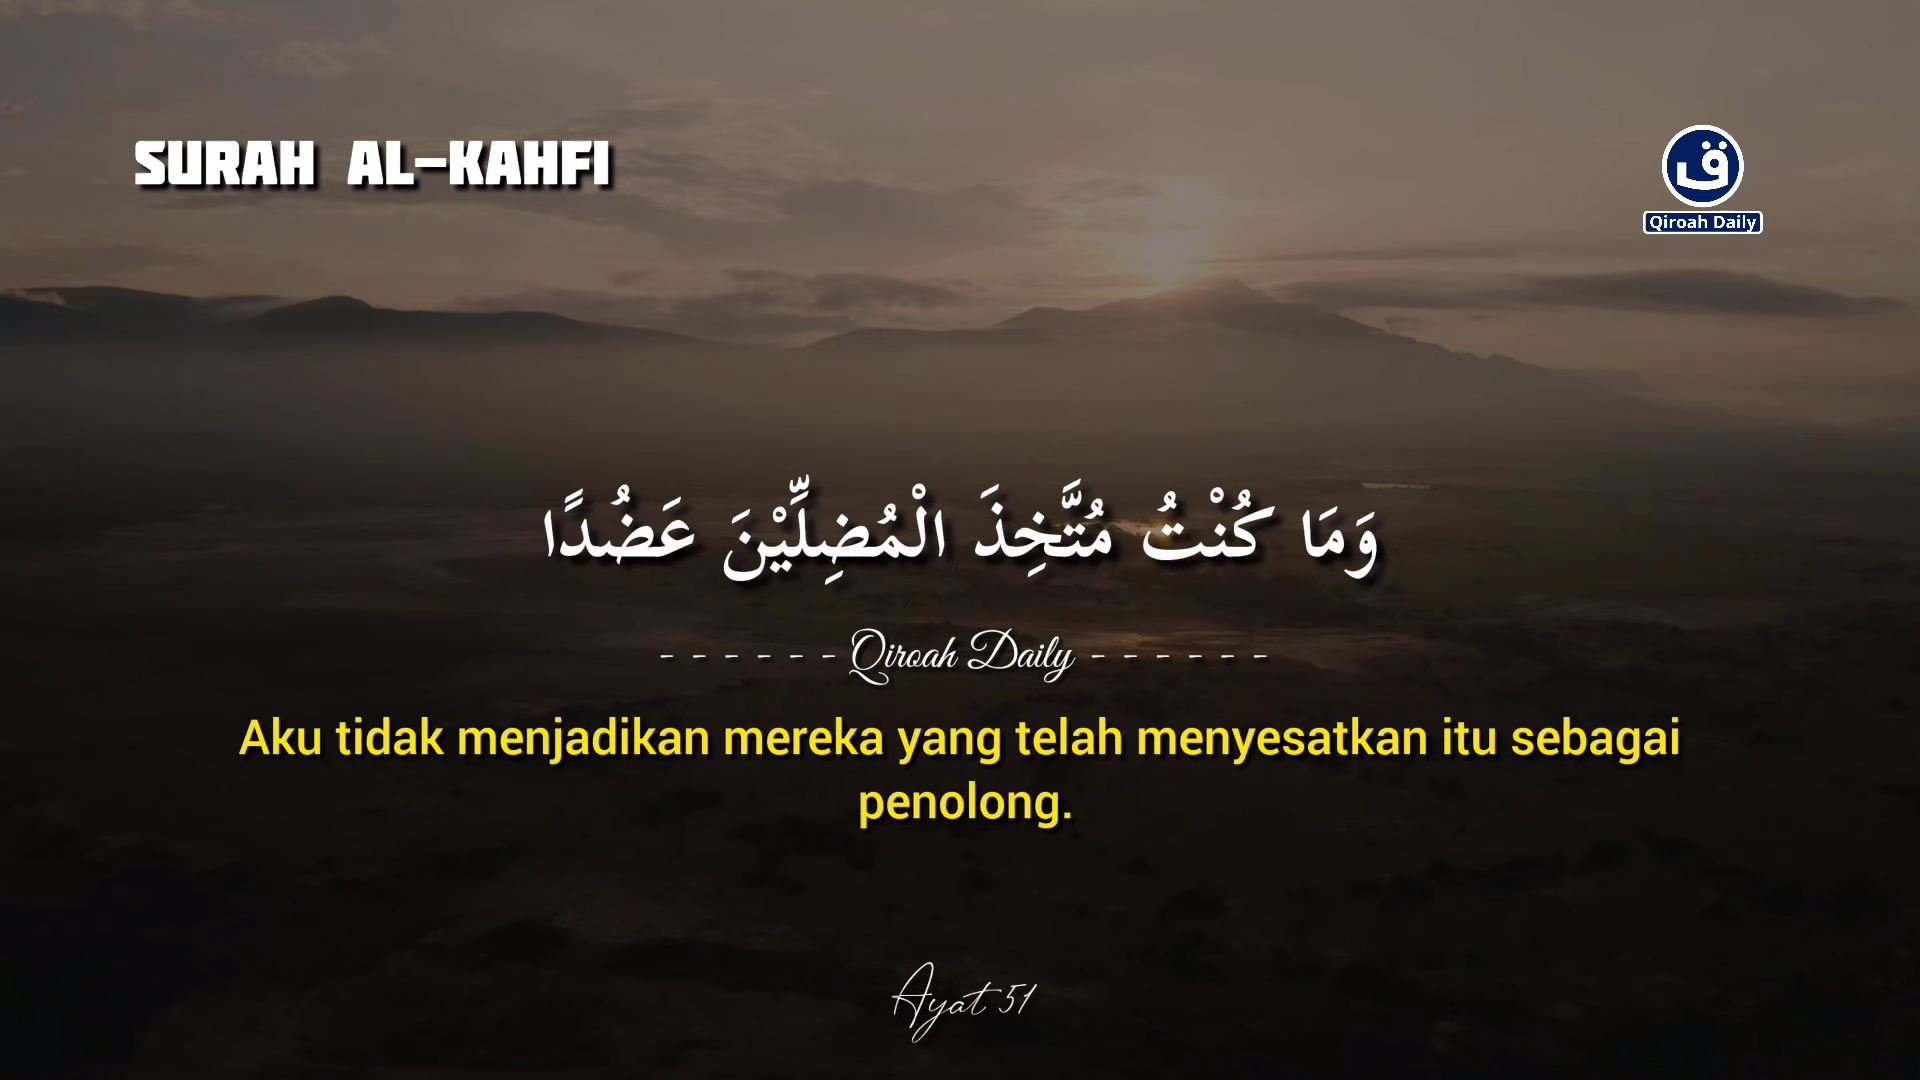 SURAH AL-KAHFI
ق
Qiroah Daily
وَمَا كُنْتُ مُتَّخِذَ الْمُضِلِّيْنَ عَضُدًا
------Qiroah Daily------
Aku tidak menjadikan mereka yang telah menyesatkan itu sebagai
penolong.
Ayat 51